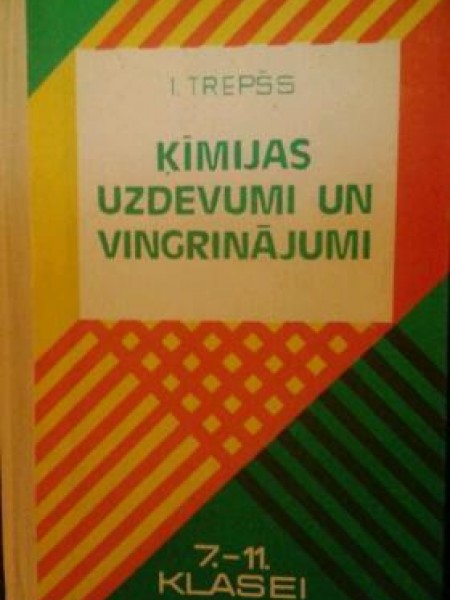 I. TREPŠS
ĶĪMIJAS
UZDEVUMI UN
VINGRINĀJUMI
7.-11.
KLASEI